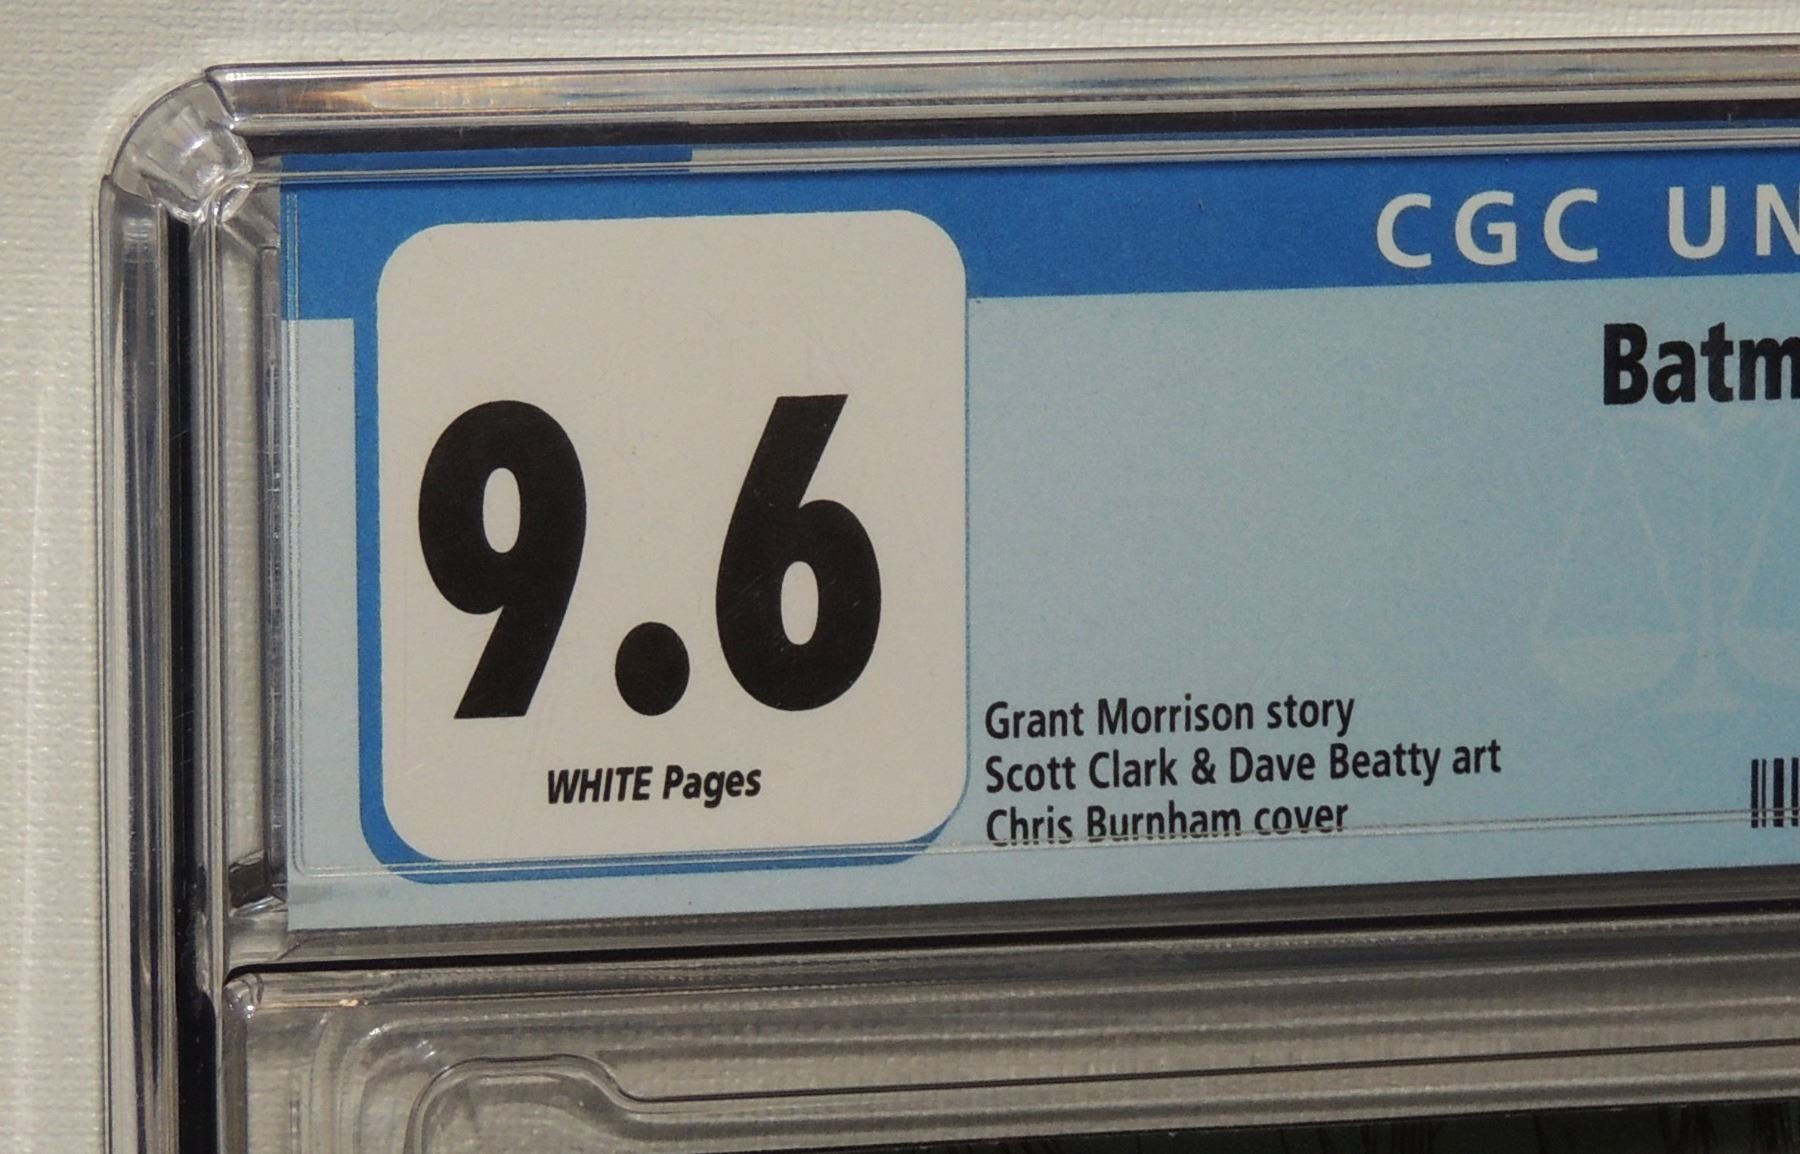 CGC UN
Batm
9.6
WHITE Pages
Grant Morrison story
Scott Clark & Dave Beatty art
Chris Burnham cover